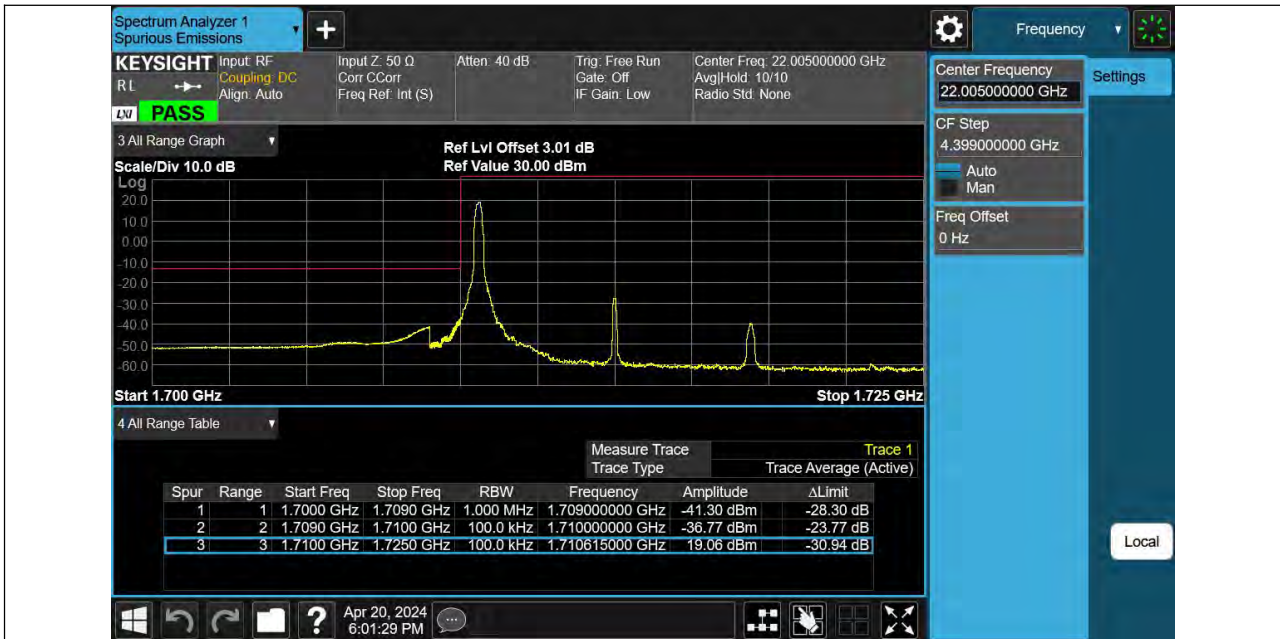 Spectrum Analyzer 1
Spurious Emissions
+
Frequency
KEYSIGHT
RL
LXI
PASS
Input: RF
Coupling: DC
Align: Auto
Input Z: 50 Ω
Corr CCorr
Freq Ref: Int (S)
Atten: 40 dB
Trig: Free Run
Gate: Off
IF Gain: Low
Center Freq: 22.005000000 GHz
Avg|Hold: 10/10
Radio Std: None
Center Frequency
22.005000000 GHz
Settings
CF Step
4.399000000 GHz
Auto
Man
Freq Offset
0 Hz
3 All Range Graph
Scale/Div 10.0 dB
Ref Lvl Offset 3.01 dB
Ref Value 30.00 dBm
Log
20.0
10.0
0.00
-10.0
-20.0
-30.0
-40.0
-50.0
-60.0
Start 1.700 GHz
Stop 1.725 GHz
4 All Range Table
Measure Trace Trace 1
Trace Type Trace Average (Active)
Spur Range Start Freq Stop Freq RBW Frequency Amplitude ΔLimit
1 1 1.7000 GHz 1.7090 GHz 1.000 MHz 1.709000000 GHz -41.30 dBm -28.30 dB
2 2 1.7090 GHz 1.7100 GHz 100.0 kHz 1.710000000 GHz -36.77 dBm -23.77 dB
3 3 1.7100 GHz 1.7250 GHz 100.0 kHz 1.710615000 GHz 19.06 dBm -30.94 dB
Local
?
Apr 20, 2024
6:01:29 PM